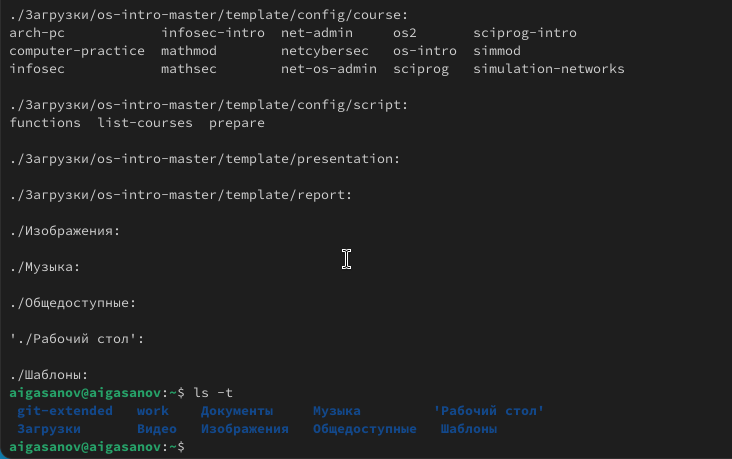 ./Загрузки/os-intro-master/template/config/course:
arch-pc            infosec-intro  net-admin     os2       sciprog-intro
computer-practice  mathmod        netcybersec   os-intro  simmod
infosec            mathsec        net-os-admin  sciprog   simulation-networks
./Загрузки/os-intro-master/template/config/script:
functions  list-courses  prepare
./Загрузки/os-intro-master/template/presentation:
./Загрузки/os-intro-master/template/report:
./Изображения:
./Музыка:
./Общедоступные:
'./Рабочий стол':
./Шаблоны:
aigasanov@aigasanov:~$ ls -t
git-extended   work    Документы     Музыка         'Рабочий стол'
Загрузки       Видео   Изображения   Общедоступные   Шаблоны
aigasanov@aigasanov:~$